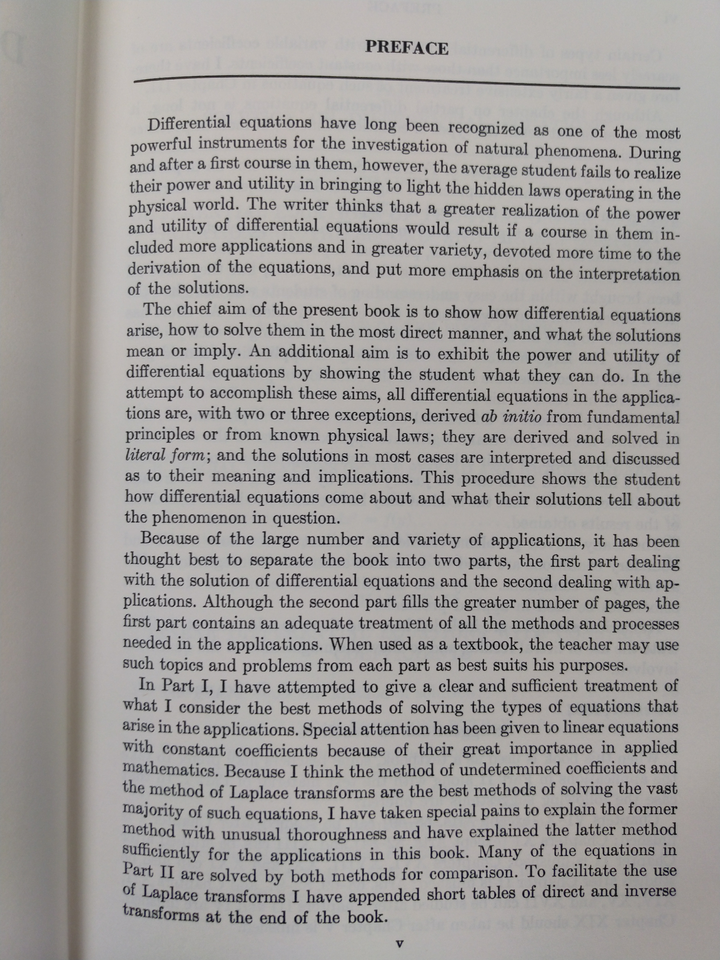 PREFACE
Differential equations have long been recognized as one of the most
powerful instruments for the investigation of natural phenomena. During
and after a first course in them, however, the average student fails to realize
their power and utility in bringing to light the hidden laws operating in the
physical world. The writer thinks that a greater realization of the power
and utility of differential equations would result if a course in them in-
cluded more applications and in greater variety, devoted more time to the
derivation of the equations, and put more emphasis on the interpretation
of the solutions.
The chief aim of the present book is to show how differential equations
arise, how to solve them in the most direct manner, and what the solutions
mean or imply. An additional aim is to exhibit the power and utility of
differential equations by showing the student what they can do. In the
attempt to accomplish these aims, all differential equations in the applica-
tions are, with two or three exceptions, derived ab initio from fundamental
principles or from known physical laws; they are derived and solved in
literal form; and the solutions in most cases are interpreted and discussed
as to their meaning and implications. This procedure shows the student
how differential equations come about and what their solutions tell about
the phenomenon in question.
Because of the large number and variety of applications, it has been
thought best to separate the book into two parts, the first part dealing
with the solution of differential equations and the second dealing with ap-
plications. Although the second part fills the greater number of pages, the
first part contains an adequate treatment of all the methods and processes
needed in the applications. When used as a textbook, the teacher may use
such topics and problems from each part as best suits his purposes.
In Part I, I have attempted to give a clear and sufficient treatment of
what I consider the best methods of solving the types of equations that
arise in the applications. Special attention has been given to linear equations
with constant coefficients because of their great importance in applied
mathematics. Because I think the method of undetermined coefficients and
the method of Laplace transforms are the best methods of solving the vast
majority of such equations, I have taken special pains to explain the former
method with unusual thoroughness and have explained the latter method
sufficiently for the applications in this book. Many of the equations in
Part II are solved by both methods for comparison. To facilitate the use
of Laplace transforms I have appended short tables of direct and inverse
transforms at the end of the book.
v